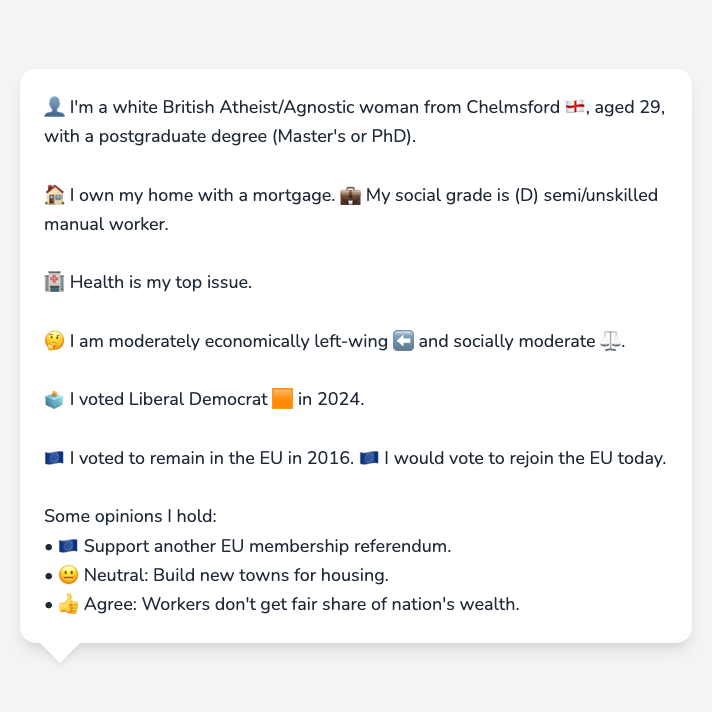 👤 I'm a white British Atheist/Agnostic woman from Chelmsford 🏴󠁧󠁢󠁥󠁮󠁧󠁿, aged 29,
with a postgraduate degree (Master's or PhD).
🏠 I own my home with a mortgage. 💼 My social grade is (D) semi/unskilled
manual worker.
🏥 Health is my top issue.
🤔 I am moderately economically left-wing ⬅️ and socially moderate ⚖️.
🗳️ I voted Liberal Democrat 🟧 in 2024.
🇪🇺 I voted to remain in the EU in 2016. 🇪🇺 I would vote to rejoin the EU today.
Some opinions I hold:
• 🇪🇺 Support another EU membership referendum.
• 😐 Neutral: Build new towns for housing.
• 👍 Agree: Workers don't get fair share of nation's wealth.